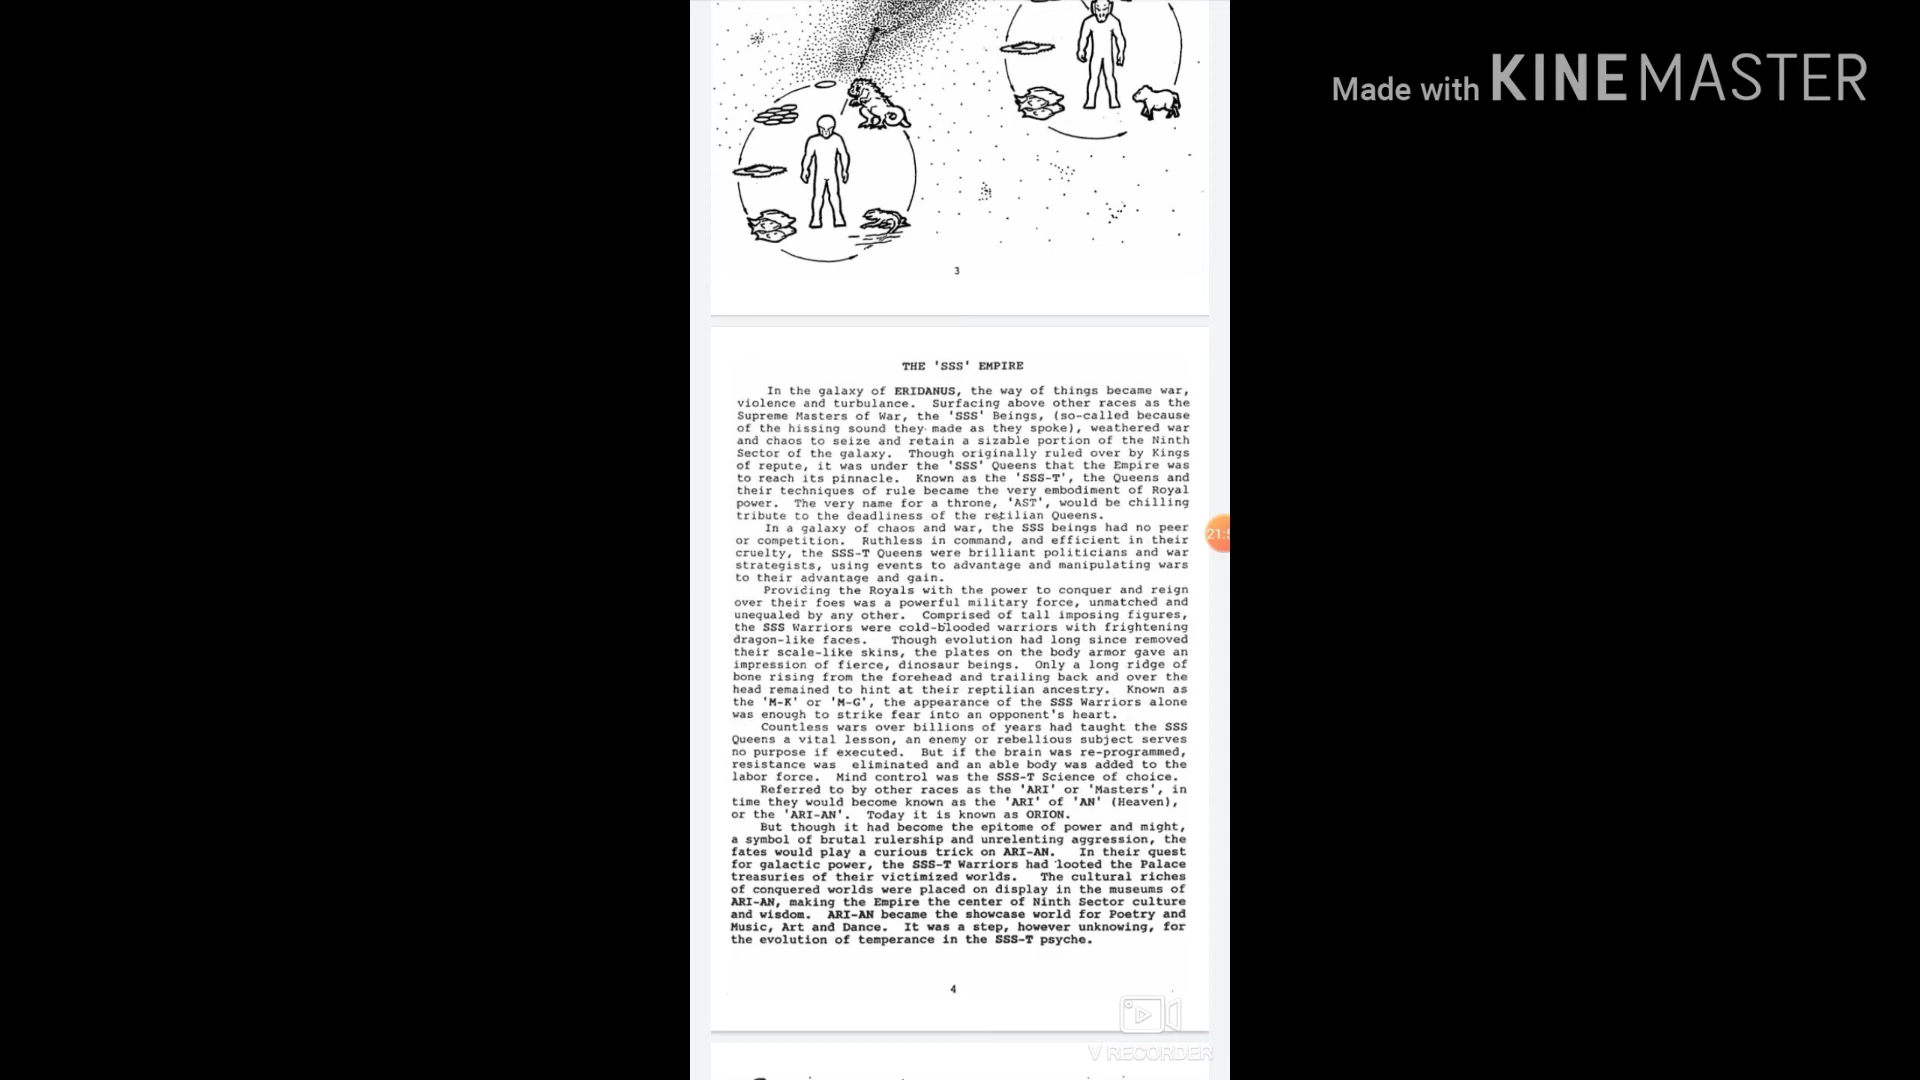 Made with KINEMASTER
3
THE 'SSS' EMPIRE
In the galaxy of ERIDANUS, the way of things became war,
violence and turbulance. Surfacing above other races as the
Supreme Masters of War, the 'SSS' Beings, (so-called because
of the hissing sound they made as they spoke), weathered war
and chaos to seize and retain a sizable portion of the Ninth
Sector of the galaxy. Though originally ruled over by Kings
of repute, it was under the 'SSS' Queens that the Empire was
to reach its pinnacle. Known as the 'SSS-T', the Queens and
their techniques of rule became the very embodiment of Royal
power. The very name for a throne, 'AST', would be chilling
tribute to the deadliness of the retilian Queens.
In a galaxy of chaos and war, the SSS beings had no peer
or competition. Ruthless in command, and efficient in their
cruelty, the SSS-T Queens were brilliant politicians and war
strategists, using events to advantage and manipulating wars
to their advantage and gain.
Providing the Royals with the power to conquer and reign
over their foes was a powerful military force, unmatched and
unequaled by any other. Comprised of tall imposing figures,
the SSS Warriors were cold-blooded warriors with frightening
dragon-like faces. Though evolution had long since removed
their scale-like skins, the plates on the body armor gave an
impression of fierce, dinosaur beings. Only a long ridge of
bone rising from the forehead and trailing back and over the
head remained to hint at their reptilian ancestry. Known as
the 'M-K' or 'M-G', the appearance of the SSS Warriors alone
was enough to strike fear into an opponent's heart.
Countless wars over billions of years had taught the SSS
Queens a vital lesson, an enemy or rebellious subject serves
no purpose if executed. But if the brain was re-programmed,
resistance was eliminated and an able body was added to the
labor force. Mind control was the SSS-T Science of choice.
Referred to by other races as the 'ARI' or 'Masters', in
time they would become known as the 'ARI' of 'AN' (Heaven),
or the 'ARI-AN'. Today it is known as ORION.
But though it had become the epitome of power and might,
a symbol of brutal rulership and unrelenting aggression, the
fates would play a curious trick on ARI-AN. In their quest
for galactic power, the SSS-T Warriors had looted the Palace
treasuries of their victimized worlds. The cultural riches
of conquered worlds were placed on display in the museums of
ARI-AN, making the Empire the center of Ninth Sector culture
and wisdom. ARI-AN became the showcase world for Poetry and
Music, Art and Dance. It was a step, however unknowing, for
the evolution of temperance in the SSS-T psyche.
4
V RECORDER